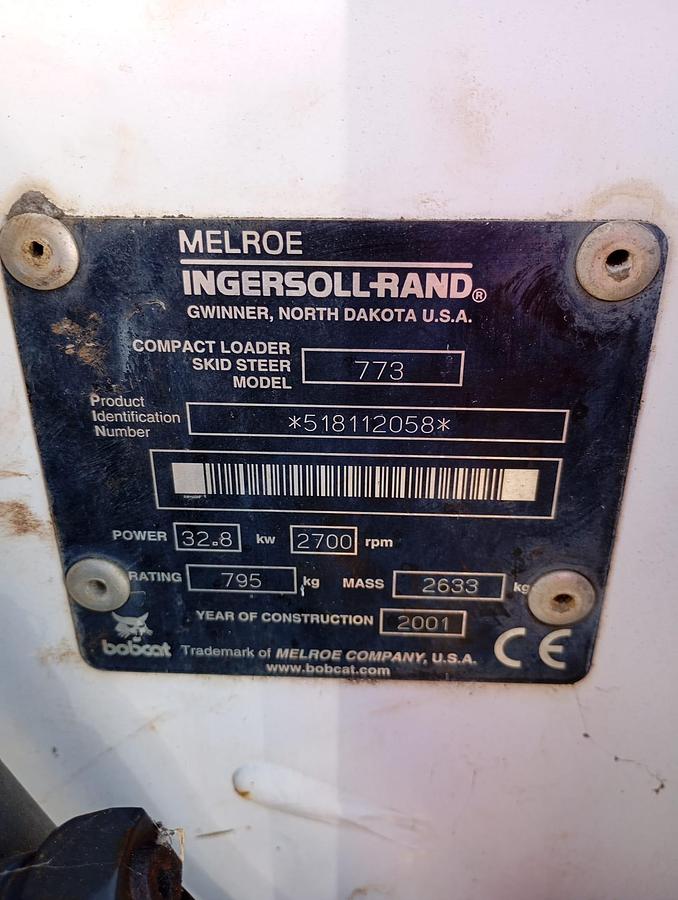 MELROE
INGERSOLL-RAND®
GWINNER, NORTH DAKOTA U.S.A.
COMPACT LOADER
SKID STEER
MODEL 773
Product
Identification
Number *518112058*
POWER 32.8 kw 2700 rpm
RATING 795 kg MASS 2633 kg
YEAR OF CONSTRUCTION 2001
bobcat Trademark of MELROE COMPANY, U.S.A. CE
www.bobcat.com